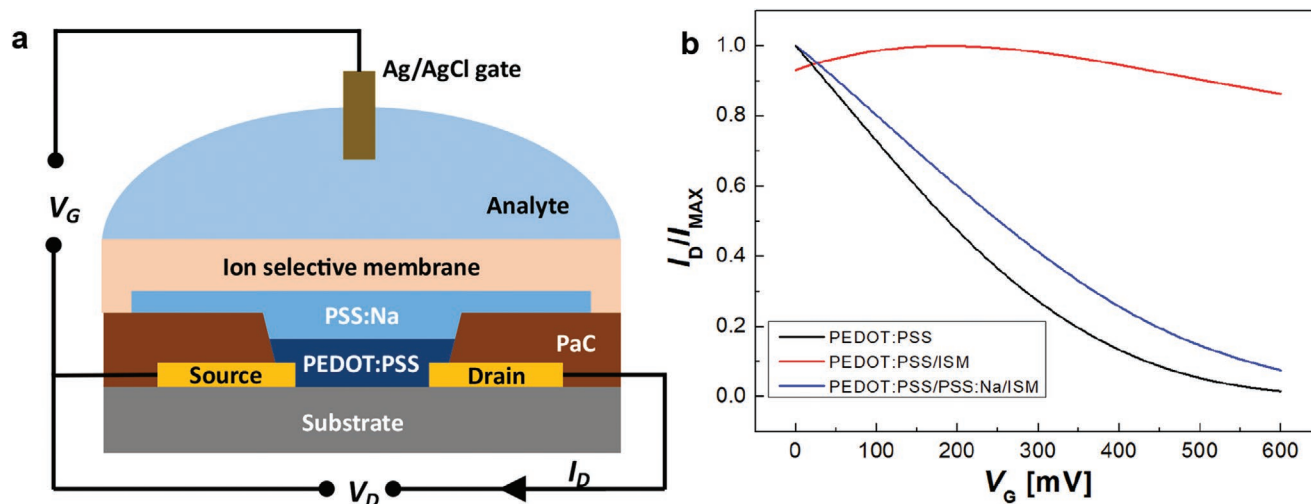 a
Ag/AgCl gate
V_G
Analyte
Ion selective membrane
PSS:Na
PaC
PEDOT:PSS
Source
Drain
Substrate
V_D
I_D
b
I_D/I_MAX
1.0
0.8
0.6
0.4
0.2
0.0
PEDOT:PSS
PEDOT:PSS/ISM
PEDOT:PSS/PSS:Na/ISM
0 100 200 300 400 500 600
V_G [mV]